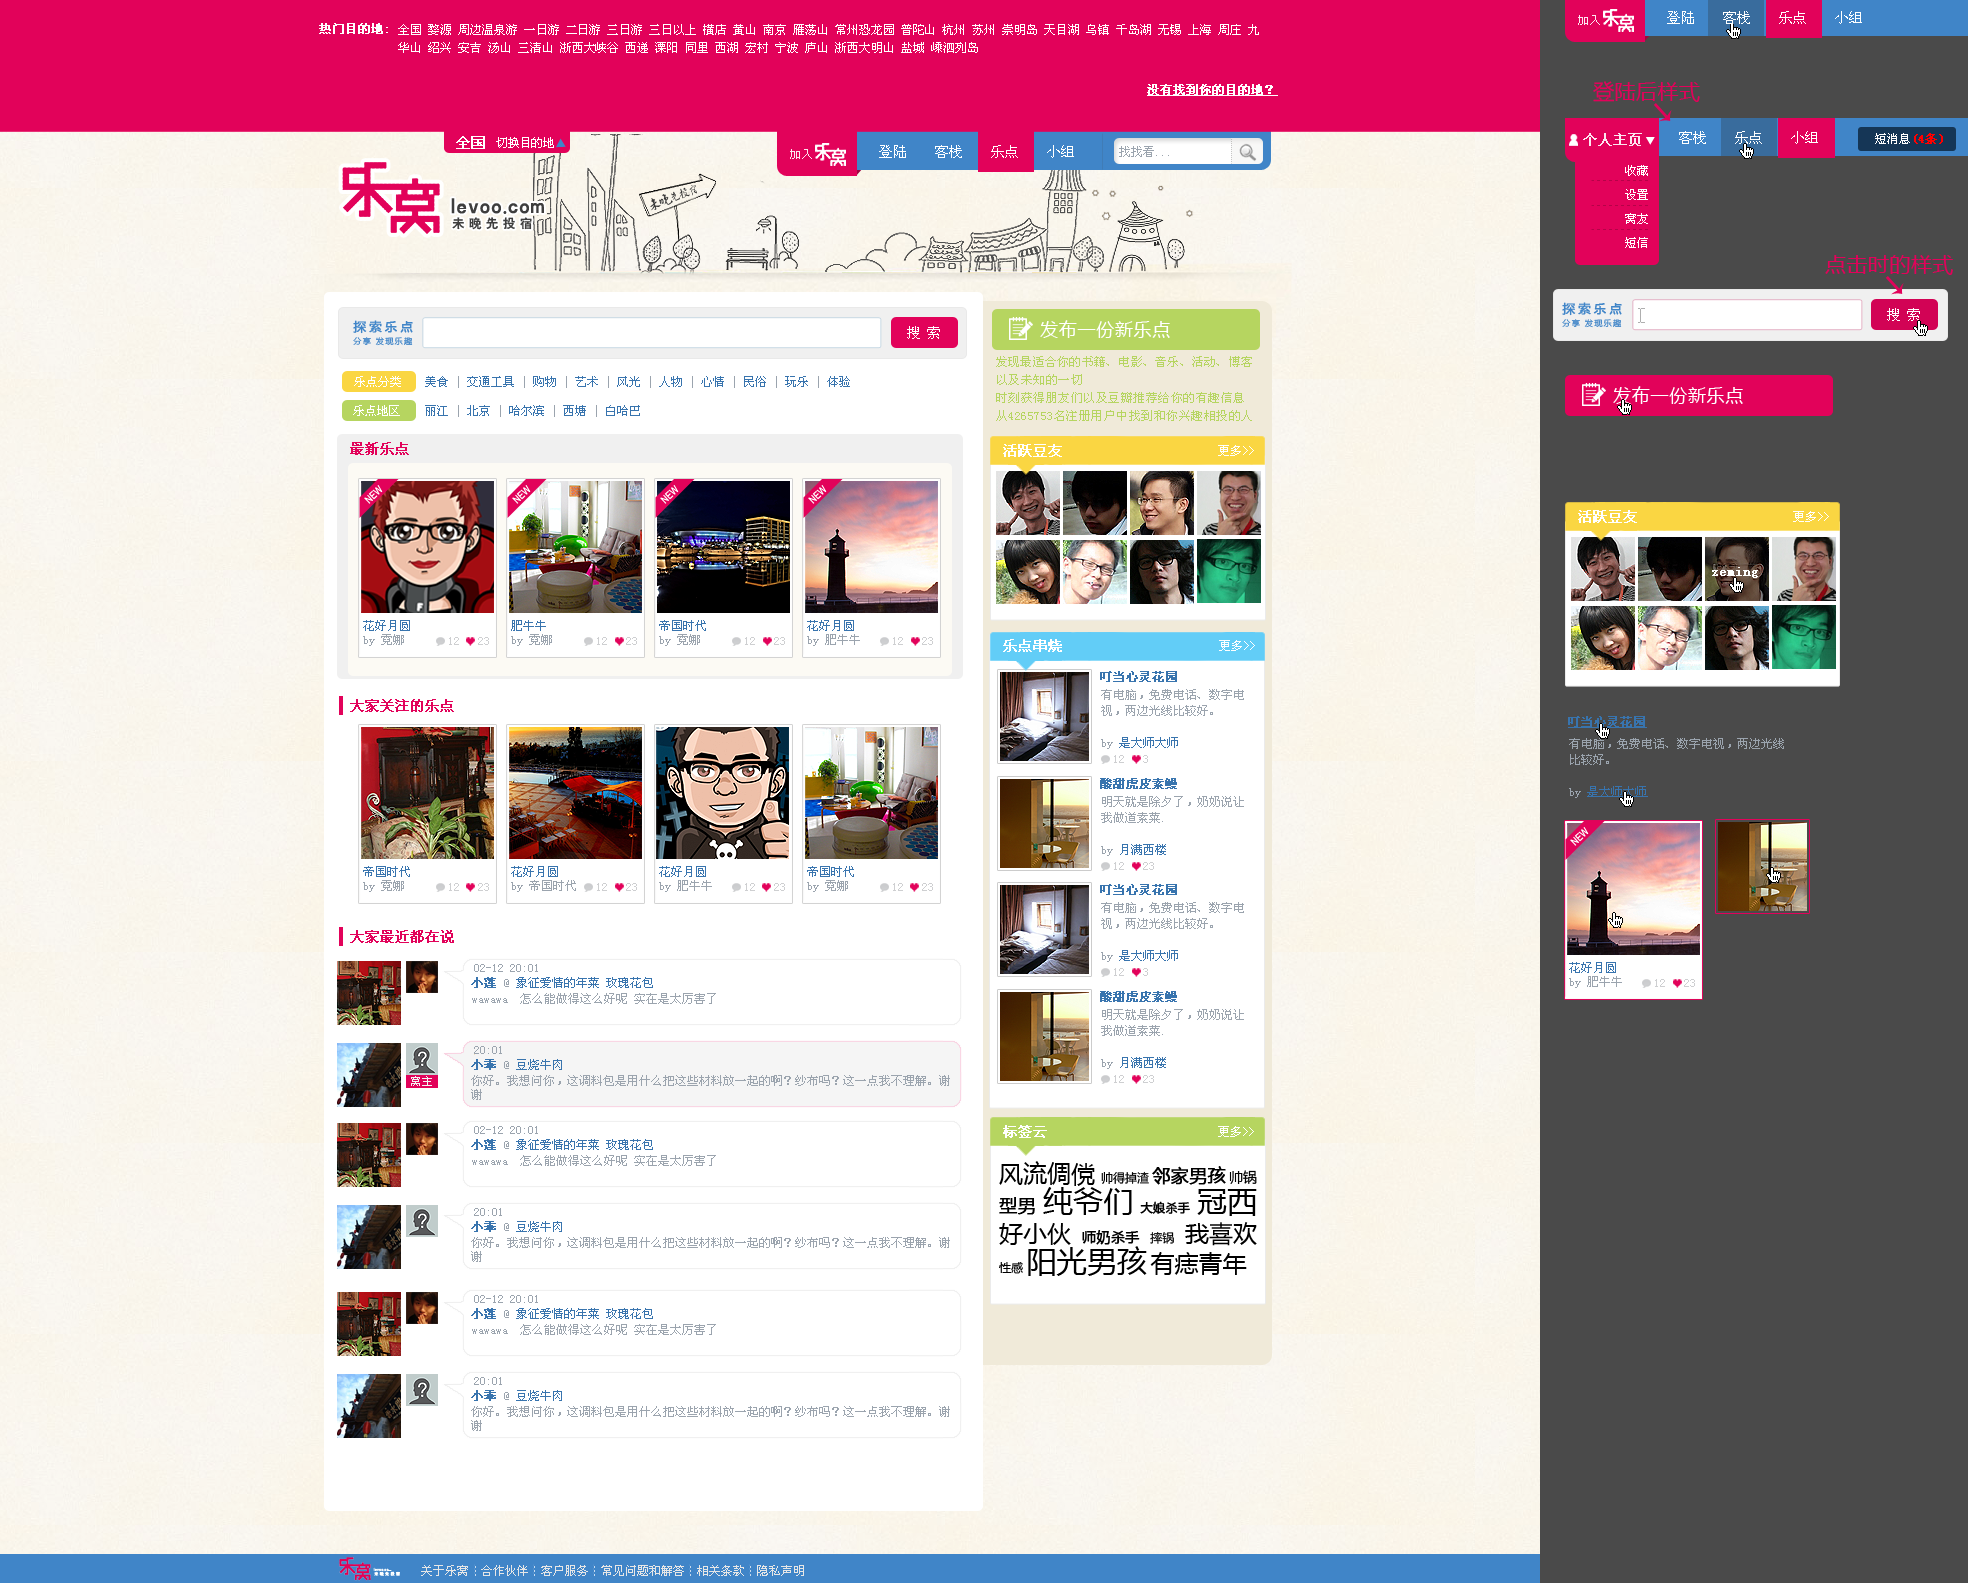 热门目的地： 全国 婺源 周边温泉游 一日游 二日游 三日游 三日以上 横店 黄山 南京 雁荡山 常州恐龙园 普陀山 杭州 苏州 崇明岛 天目湖 乌镇 千岛湖 无锡 上海 周庄 九
华山 绍兴 安吉 汤山 三清山 浙西大峡谷 西递 溧阳 同里 西湖 宏村 宁波 庐山 浙西大明山 盐城 嵊泗列岛
没有找到你的目的地？
全国 切换目的地
加入乐窝 登陆 客栈 乐点 小组 找找看...
乐窝 levoo.com
未晚先投宿
未晚先投信
探索乐点
分享 发现乐趣
搜 索
乐点分类 美食 | 交通工具 | 购物 | 艺术 | 风光 | 人物 | 心情 | 民俗 | 玩乐 | 体验
乐点地区 丽江 | 北京 | 哈尔滨 | 西塘 | 白哈巴
最新乐点
NEW NEW NEW NEW
花好月圆 肥牛牛 帝国时代 花好月圆
by 霓娜 12 23 by 霓娜 12 23 by 霓娜 12 23 by 肥牛牛 12 23
大家关注的乐点
帝国时代 花好月圆 花好月圆 帝国时代
by 霓娜 12 23 by 帝国时代 12 23 by 肥牛牛 12 23 by 霓娜 12 23
大家最近都在说
02-12 20:01
小莲 @ 象征爱情的年菜 玫瑰花包
wawawa 怎么能做得这么好呢 实在是太厉害了
20:01
小乖 @ 豆烧牛肉
窝主
你好。我想问你，这调料包是用什么把这些材料放一起的啊？纱布吗？这一点我不理解。谢
谢
02-12 20:01
小莲 @ 象征爱情的年菜 玫瑰花包
wawawa 怎么能做得这么好呢 实在是太厉害了
20:01
小乖 @ 豆烧牛肉
你好。我想问你，这调料包是用什么把这些材料放一起的啊？纱布吗？这一点我不理解。谢
谢
02-12 20:01
小莲 @ 象征爱情的年菜 玫瑰花包
wawawa 怎么能做得这么好呢 实在是太厉害了
20:01
小乖 @ 豆烧牛肉
你好。我想问你，这调料包是用什么把这些材料放一起的啊？纱布吗？这一点我不理解。谢
谢
发布一份新乐点
发现最适合你的书籍、电影、音乐、活动、博客
以及未知的一切
时刻获得朋友们以及豆瓣推荐给你的有趣信息
从4265753名注册用户中找到和你兴趣相投的人
活跃豆友 更多>>
乐点串烧 更多>>
叮当心灵花园
有电脑，免费电话、数字电
视，两边光线比较好。
by 是大师大师
12 3
酸甜虎皮素鳗
明天就是除夕了，奶奶说让
我做道素菜.
by 月满西楼
12 23
叮当心灵花园
有电脑，免费电话、数字电
视，两边光线比较好。
by 是大师大师
12 3
酸甜虎皮素鳗
明天就是除夕了，奶奶说让
我做道素菜.
by 月满西楼
12 23
标签云 更多>>
风流倜傥 帅得掉渣 邻家男孩 帅锅
型男 纯爷们 大娘杀手 冠西
好小伙 师奶杀手 摔锅 我喜欢
性感 阳光男孩 有痣青年
乐窝 关于乐窝 | 合作伙伴 | 客户服务 | 常见问题和解答 | 相关条款 | 隐私声明
加入乐窝 登陆 客栈 乐点 小组
登陆后样式
个人主页 客栈 乐点 小组 短消息(4条)
收藏
设置
窝友
短信
点击时的样式
探索乐点
分享 发现乐趣
搜 索
发布一份新乐点
活跃豆友 更多>>
zeming
叮当心灵花园
有电脑，免费电话、数字电视，两边光线
比较好。
by 是大师大师
NEW
花好月圆
by 肥牛牛 12 23